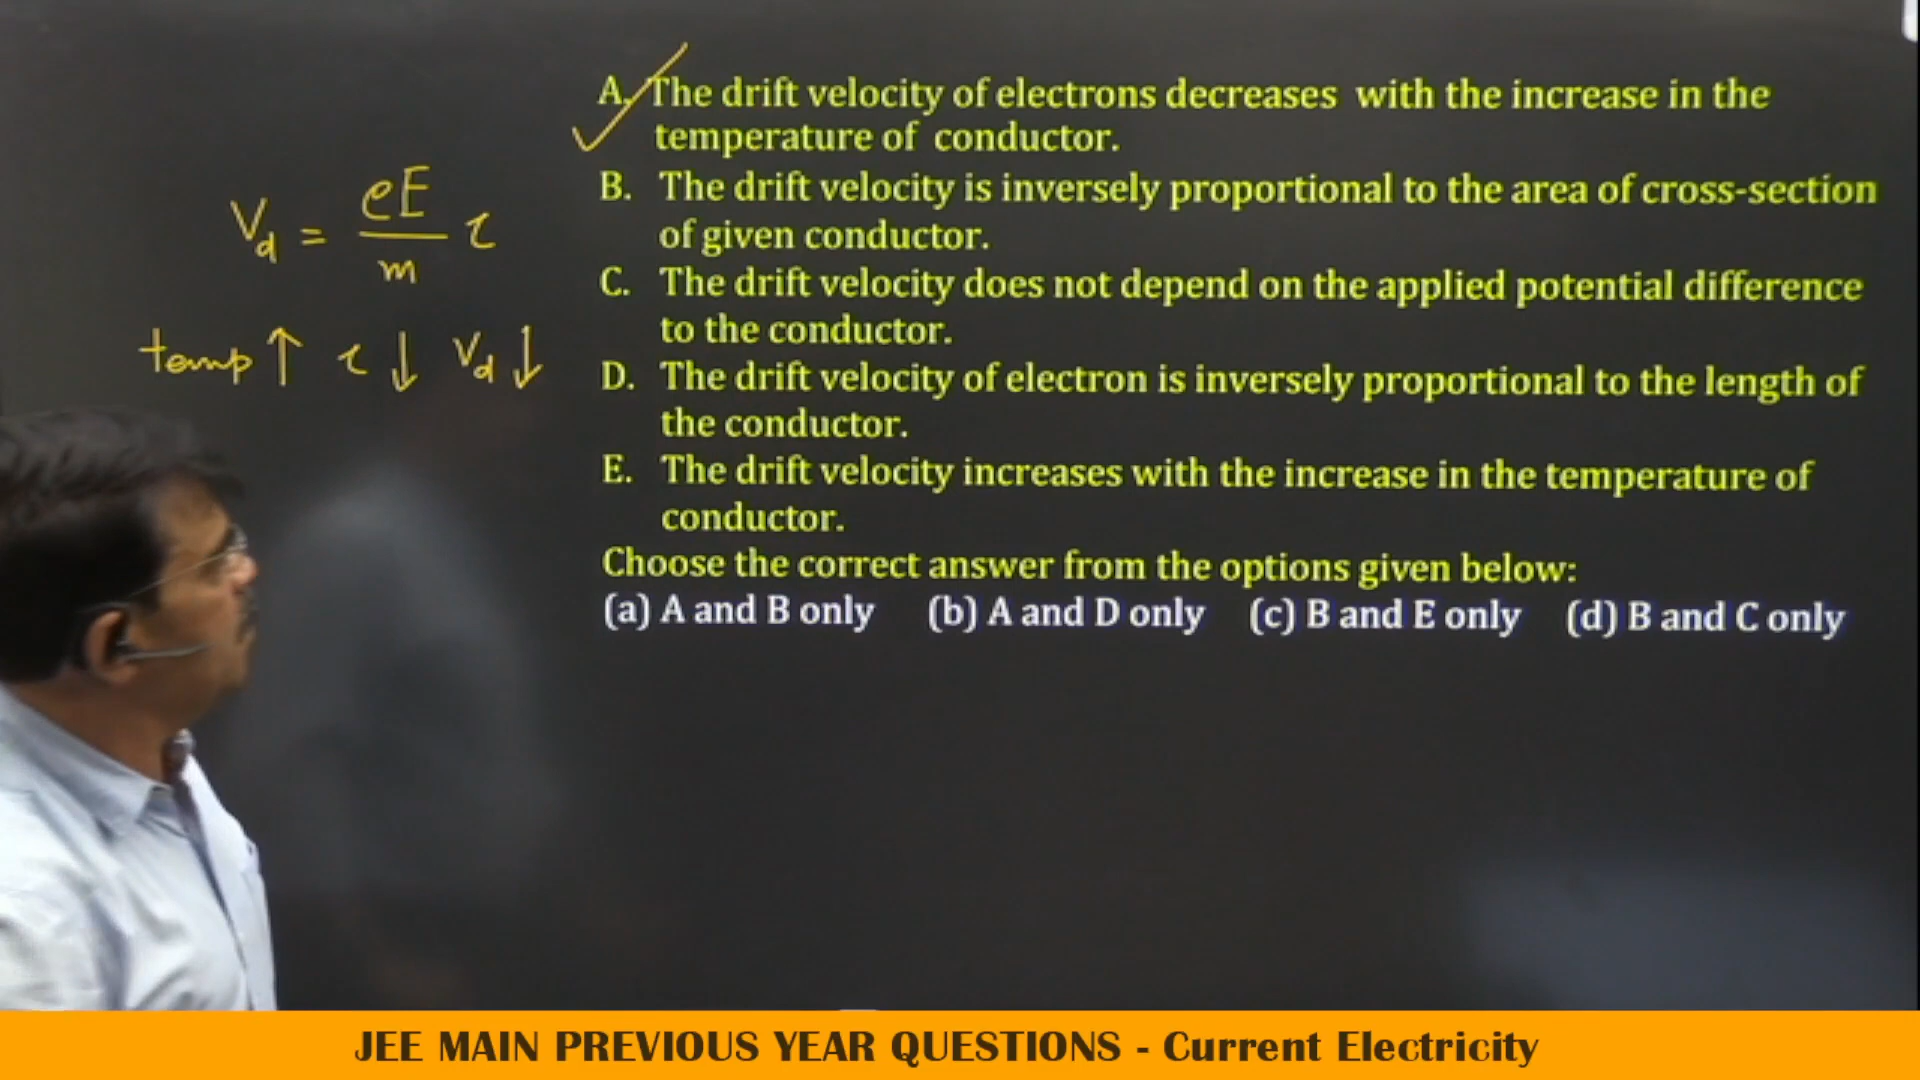 A. The drift velocity of electrons decreases with the increase in the
temperature of conductor.
B. The drift velocity is inversely proportional to the area of cross-section
of given conductor.
C. The drift velocity does not depend on the applied potential difference
to the conductor.
D. The drift velocity of electron is inversely proportional to the length of
the conductor.
E. The drift velocity increases with the increase in the temperature of
conductor.
Choose the correct answer from the options given below:
(a) A and B only (b) A and D only (c) B and E only (d) B and C only
Vd = eE/m τ
temp ↑ τ ↓ Vd ↓
JEE MAIN PREVIOUS YEAR QUESTIONS - Current Electricity